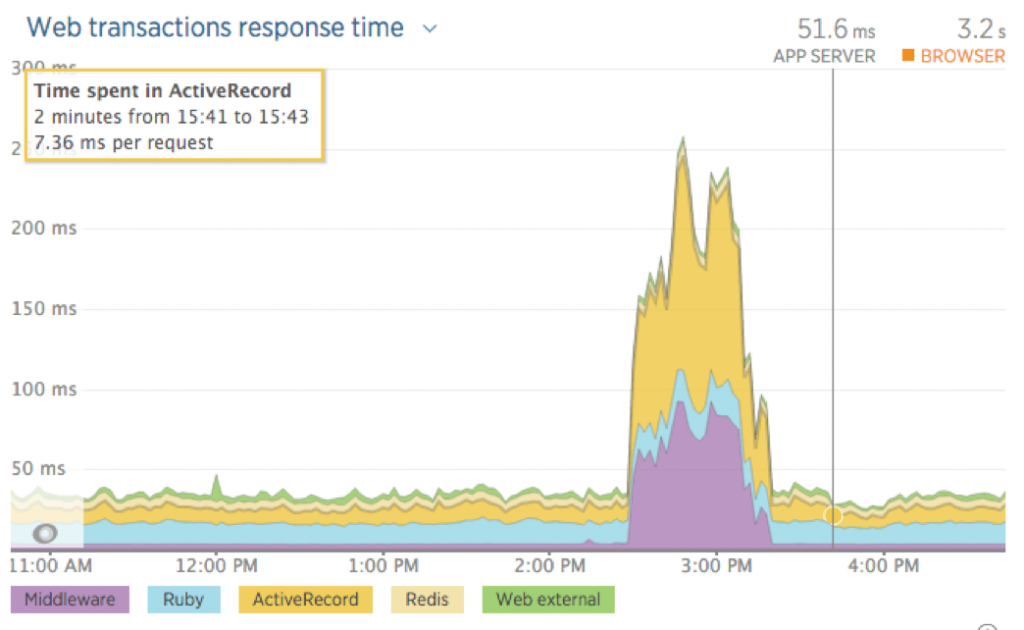 Web transactions response time
51.6 ms
APP SERVER
3.2 s
BROWSER
300 ms
Time spent in ActiveRecord
2 minutes from 15:41 to 15:43
7.36 ms per request
200 ms
150 ms
100 ms
50 ms
11:00 AM 12:00 PM 1:00 PM 2:00 PM 3:00 PM 4:00 PM
Middleware Ruby ActiveRecord Redis Web external